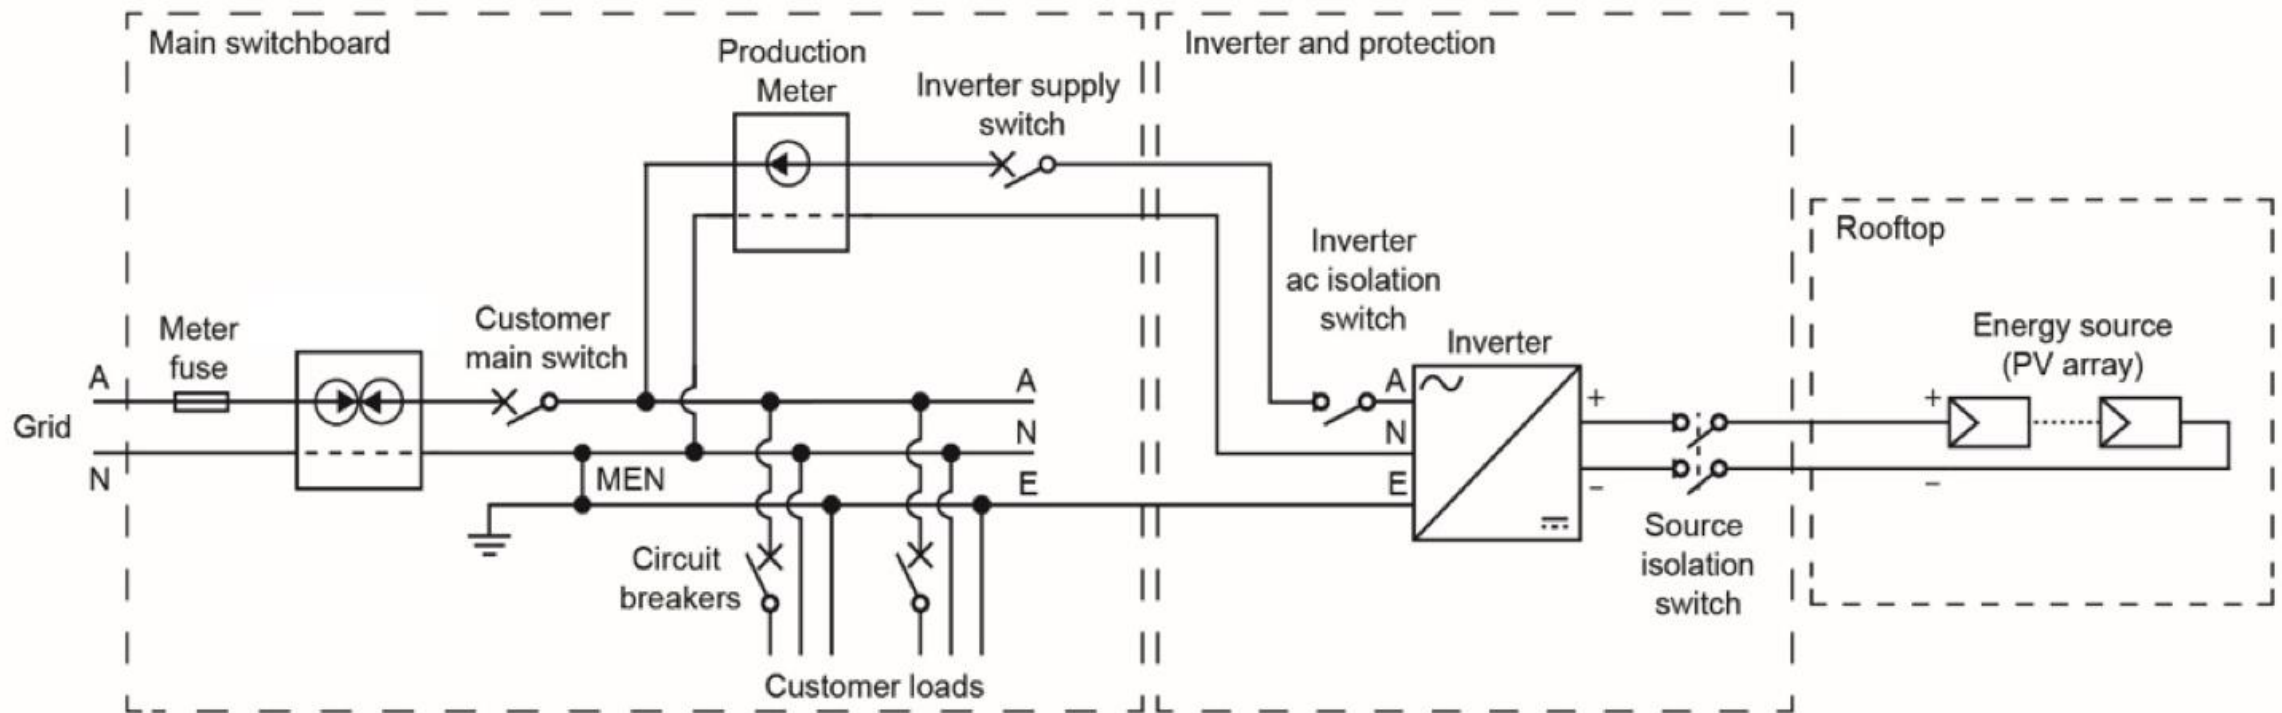 Main switchboard
Production
Meter
Inverter supply
switch
Inverter and protection
Rooftop
Inverter
ac isolation
switch
Meter
fuse
Customer
main switch
Energy source
(PV array)
Inverter
A
A
A
Grid
N
N
N
MEN
E
E
+
+
−
−
Circuit
breakers
Source
isolation
switch
Customer loads